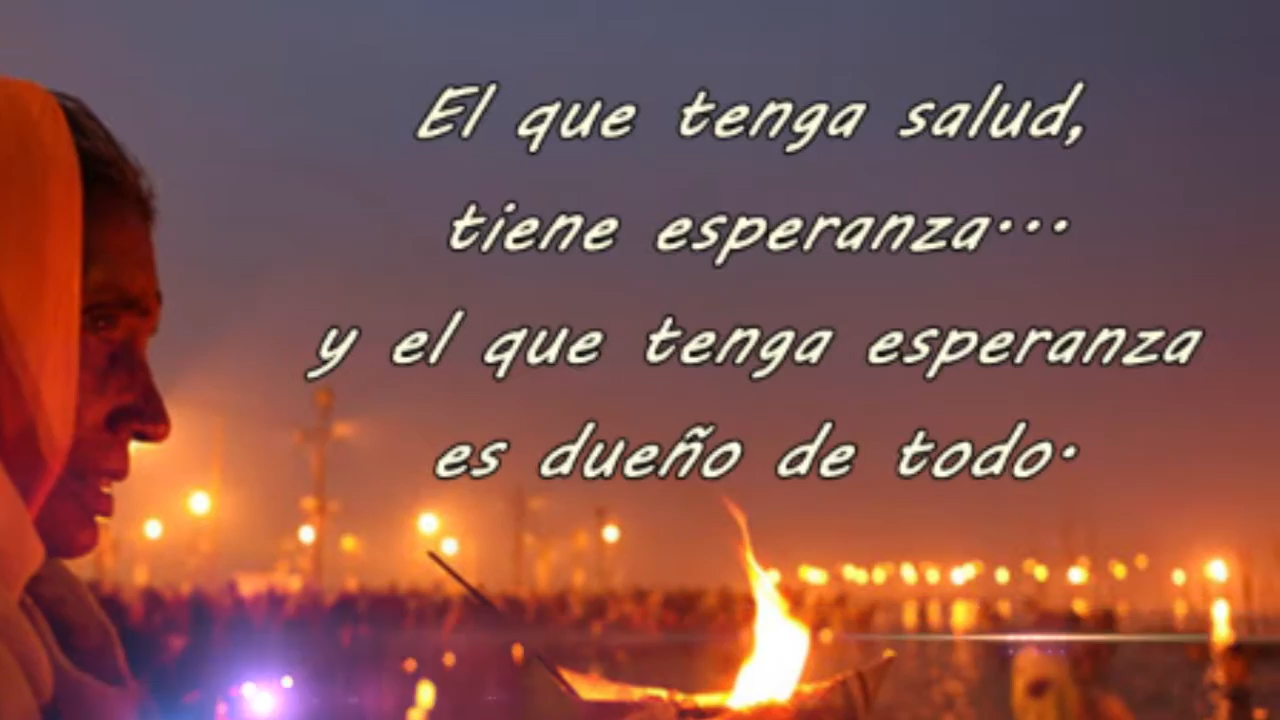 El que tenga salud,
tiene esperanza...
y el que tenga esperanza
es dueño de todo.